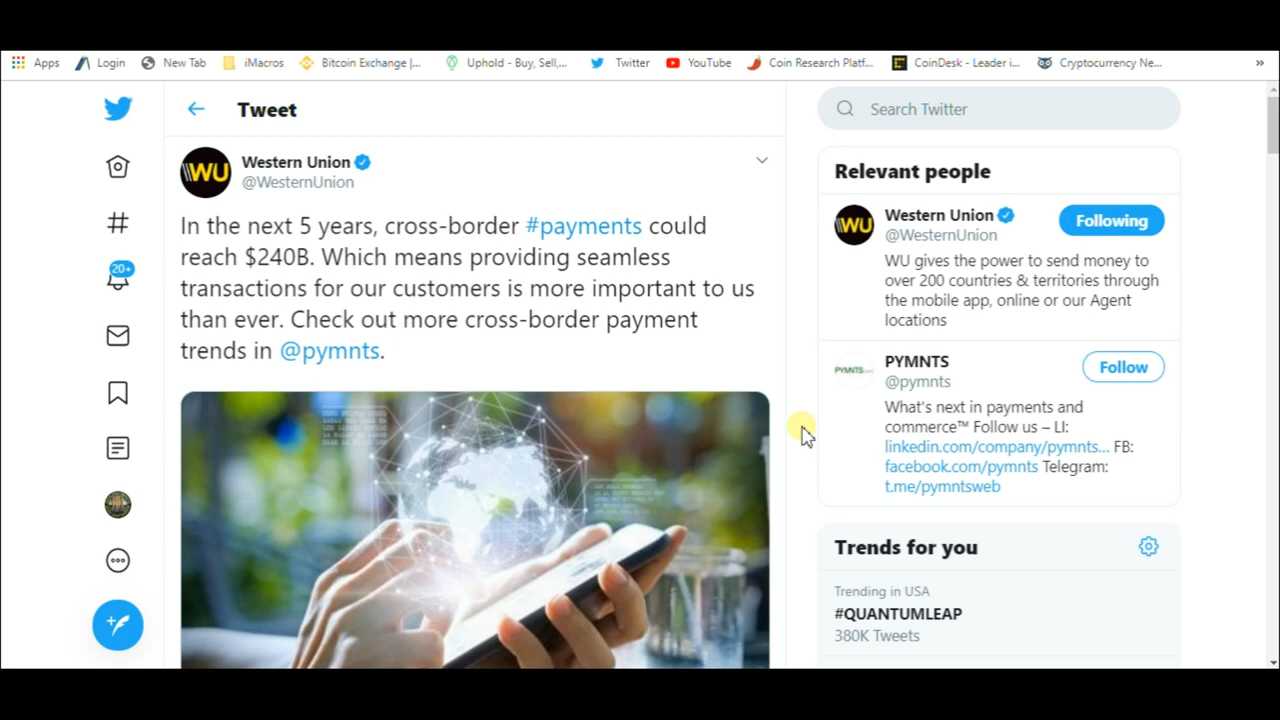 Apps Login New Tab iMacros Bitcoin Exchange |... Uphold - Buy, Sell,... Twitter YouTube Coin Research Platf... CoinDesk - Leader i... Cryptocurrency Ne... »
Tweet
Search Twitter
WU
Western Union
@WesternUnion
In the next 5 years, cross-border #payments could
reach $240B. Which means providing seamless
transactions for our customers is more important to us
than ever. Check out more cross-border payment
trends in @pymnts.
20+
Relevant people
WU
Western Union
@WesternUnion
Following
WU gives the power to send money to
over 200 countries & territories through
the mobile app, online or our Agent
locations
PYMNTS.com
PYMNTS
@pymnts
Follow
What's next in payments and
commerce™ Follow us – LI:
linkedin.com/company/pymnts... FB:
facebook.com/pymnts Telegram:
t.me/pymntsweb
Trends for you
Trending in USA
#QUANTUMLEAP
380K Tweets